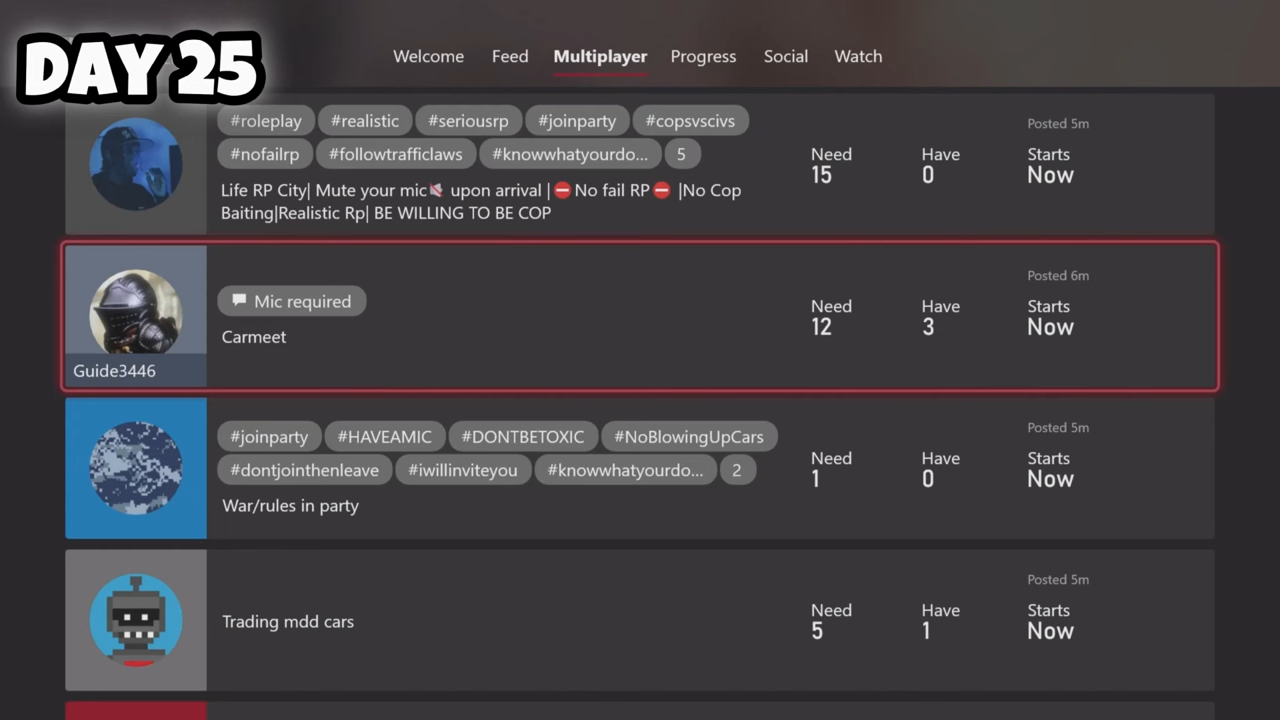 DAY 25
Welcome Feed Multiplayer Progress Social Watch
#roleplay #realistic #seriousrp #joinparty #copsvscivs
#nofailrp #followtrafficlaws #knowwhatyourdo... 5
Life RP City| Mute your mic upon arrival |⛔No fail RP⛔ |No Cop
Baiting|Realistic Rp| BE WILLING TO BE COP
Posted 5m
Need Have Starts
15 0 Now
Guide3446
Mic required
Carmeet
Posted 6m
Need Have Starts
12 3 Now
#joinparty #HAVEAMIC #DONTBETOXIC #NoBlowingUpCars
#dontjointhenleave #iwillinviteyou #knowwhatyourdo... 2
War/rules in party
Posted 5m
Need Have Starts
1 0 Now
Trading mdd cars
Posted 5m
Need Have Starts
5 1 Now